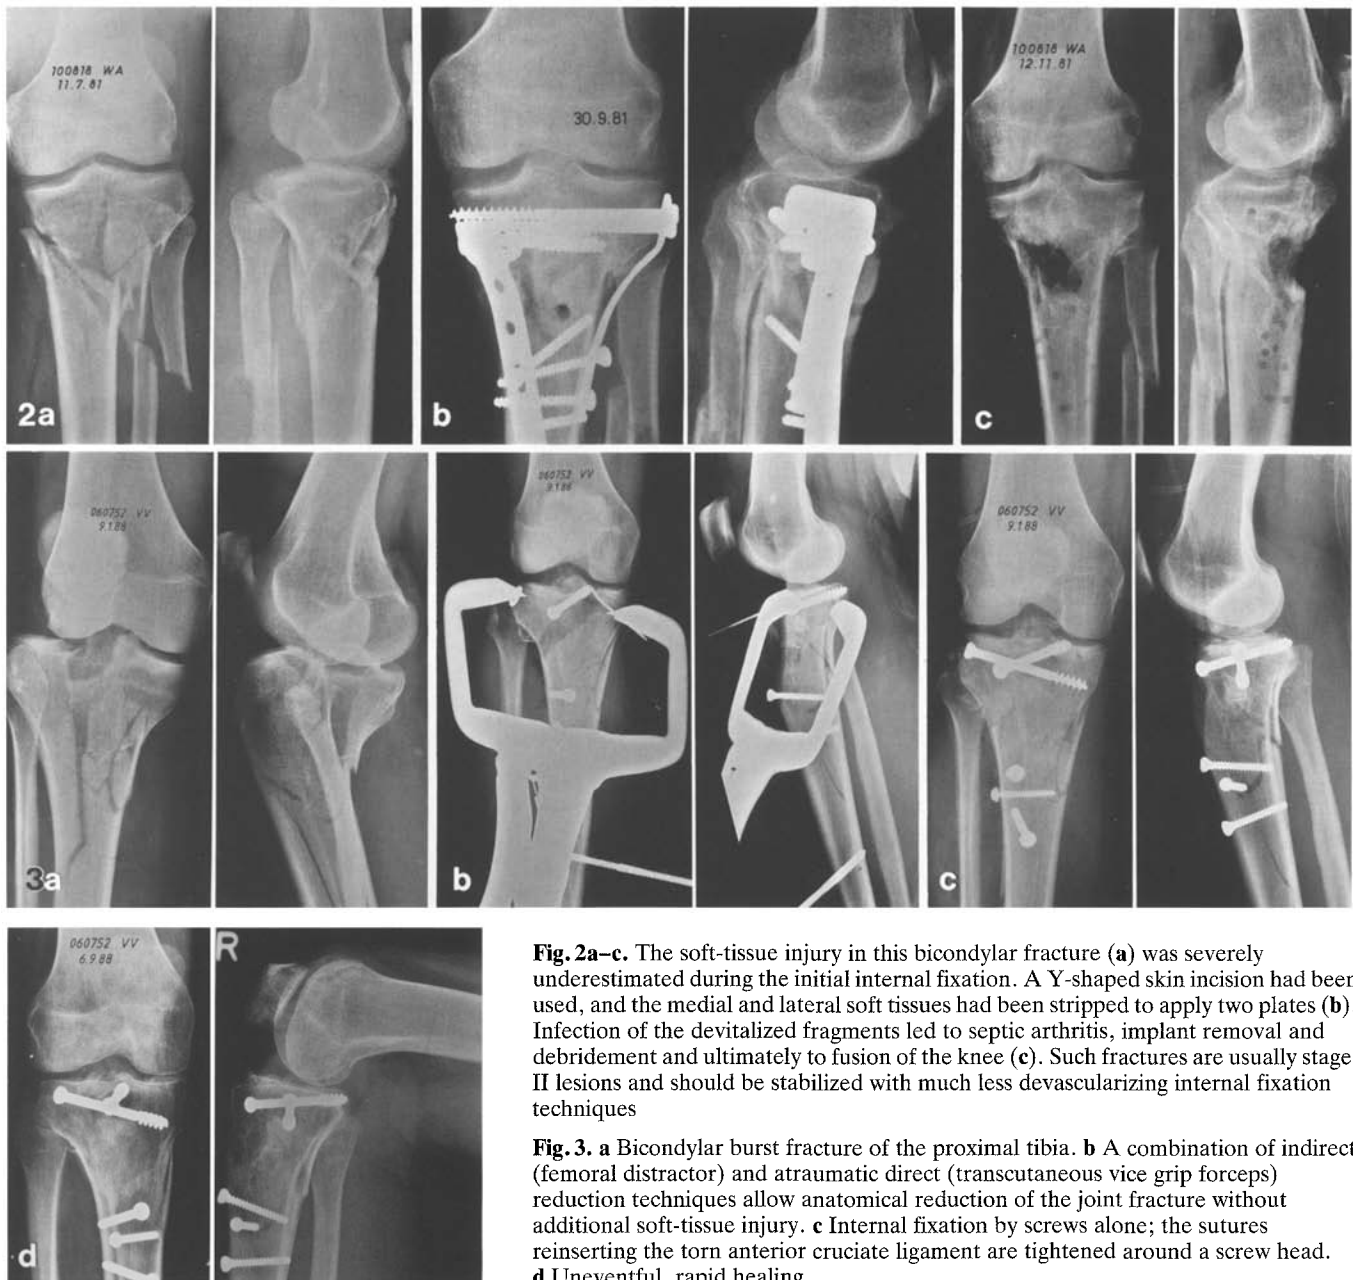 100818 WA
11.7.81
30.9.81
100818 WA
12.11.81
2a
b
c
060752 VV
9.1.88
060752 VV
9.1.88
060752 VV
9.1.88
3a
b
c
060752 VV
6.9.88
R
d
Fig. 2a–c. The soft-tissue injury in this bicondylar fracture (a) was severely
underestimated during the initial internal fixation. A Y-shaped skin incision had been
used, and the medial and lateral soft tissues had been stripped to apply two plates (b)
Infection of the devitalized fragments led to septic arthritis, implant removal and
debridement and ultimately to fusion of the knee (c). Such fractures are usually stage
II lesions and should be stabilized with much less devascularizing internal fixation
techniques
Fig. 3. a Bicondylar burst fracture of the proximal tibia. b A combination of indirect
(femoral distractor) and atraumatic direct (transcutaneous vice grip forceps)
reduction techniques allow anatomical reduction of the joint fracture without
additional soft-tissue injury. c Internal fixation by screws alone; the sutures
reinserting the torn anterior cruciate ligament are tightened around a screw head.
d Uneventful, rapid healing